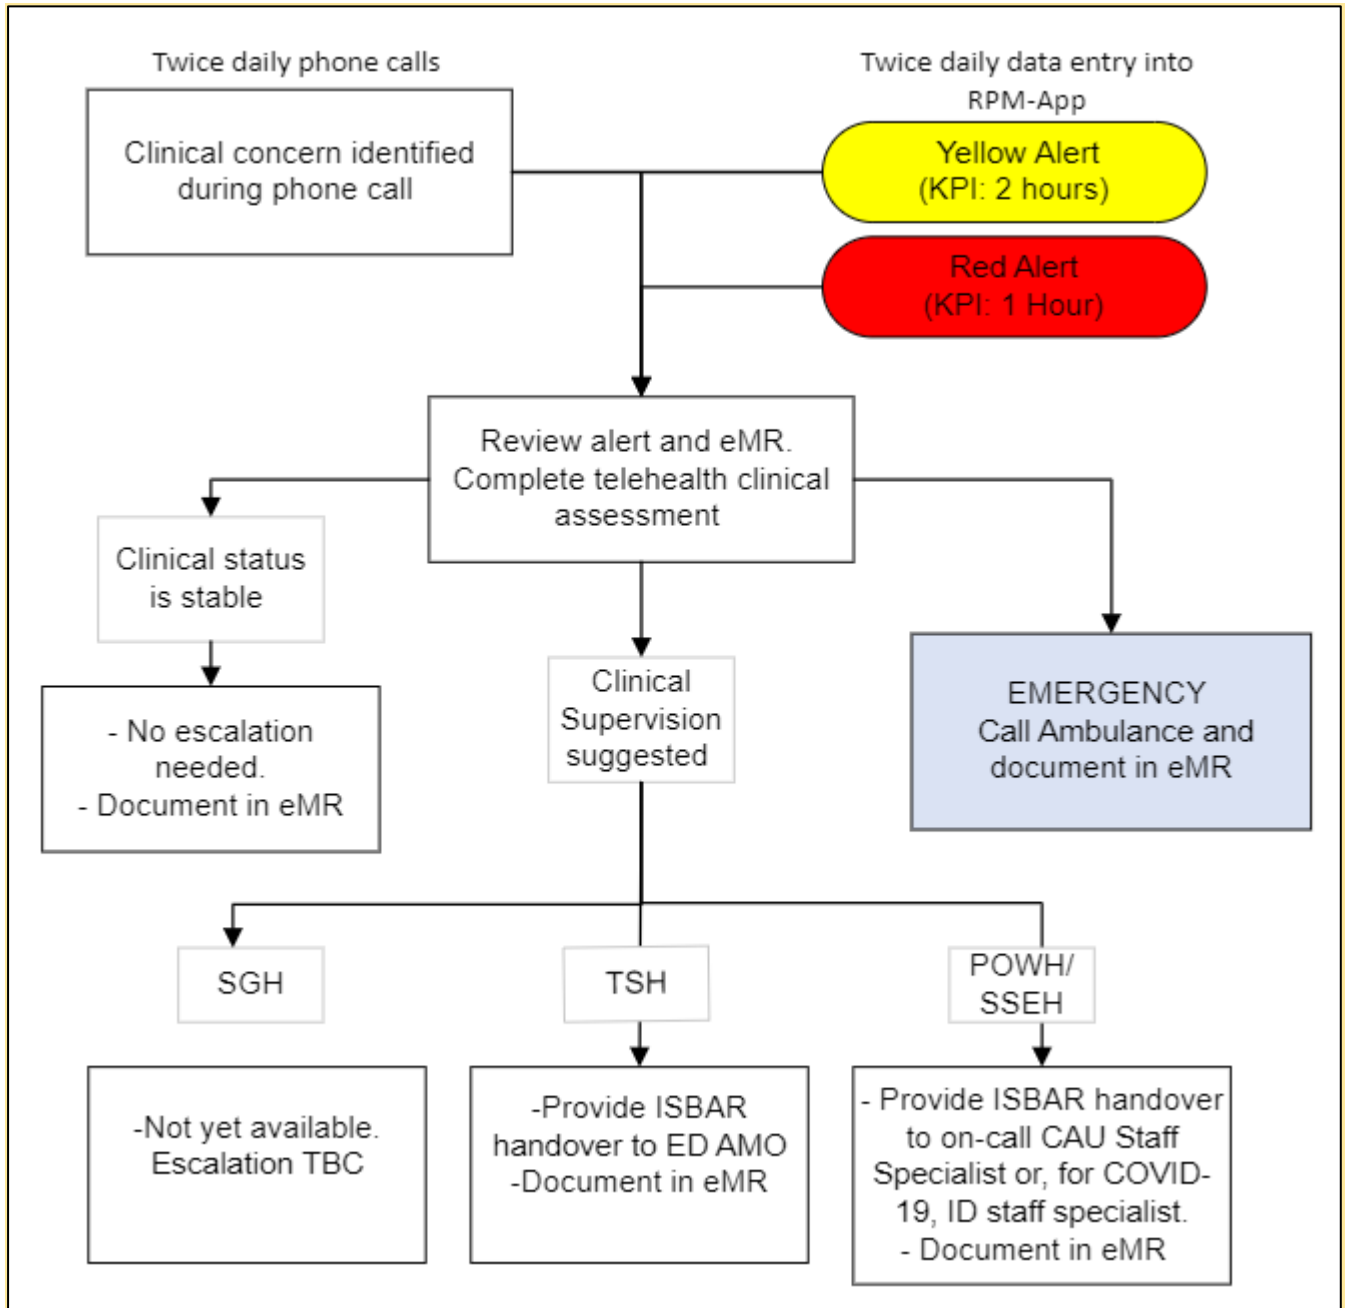 Twice daily phone calls
Clinical concern identified
during phone call
Twice daily data entry into
RPM-App
Yellow Alert
(KPI: 2 hours)
Red Alert
(KPI: 1 Hour)
Review alert and eMR.
Complete telehealth clinical
assessment
Clinical status
is stable
- No escalation
needed.
- Document in eMR
Clinical
Supervision
suggested
EMERGENCY
Call Ambulance and
document in eMR
SGH
TSH
POWH/
SSEH
-Not yet available.
Escalation TBC
-Provide ISBAR
handover to ED AMO
-Document in eMR
- Provide ISBAR handover
to on-call CAU Staff
Specialist or, for COVID-
19, ID staff specialist.
- Document in eMR